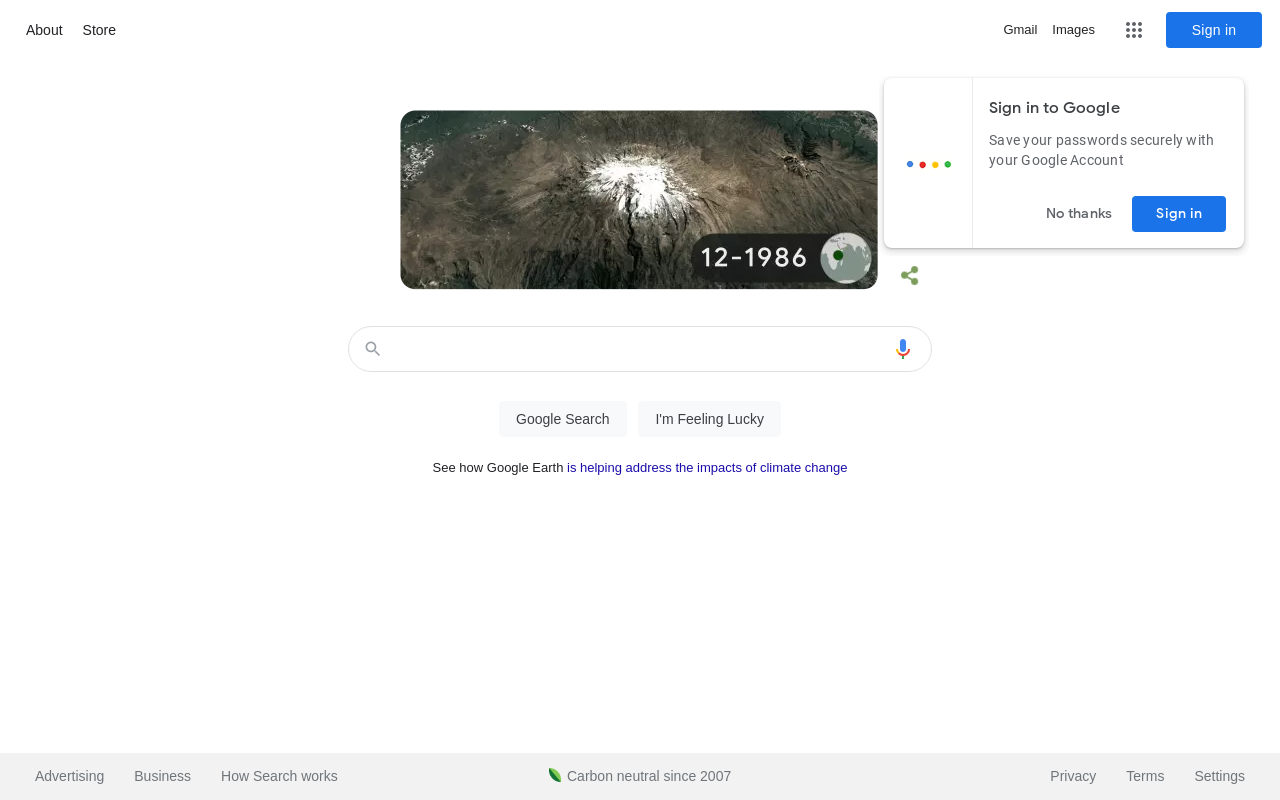 About Store
Gmail Images
Sign in
Sign in to Google
Save your passwords securely with
your Google Account
No thanks Sign in
12-1986
Google Search I'm Feeling Lucky
See how Google Earth is helping address the impacts of climate change
Advertising Business How Search works
Carbon neutral since 2007
Privacy Terms Settings